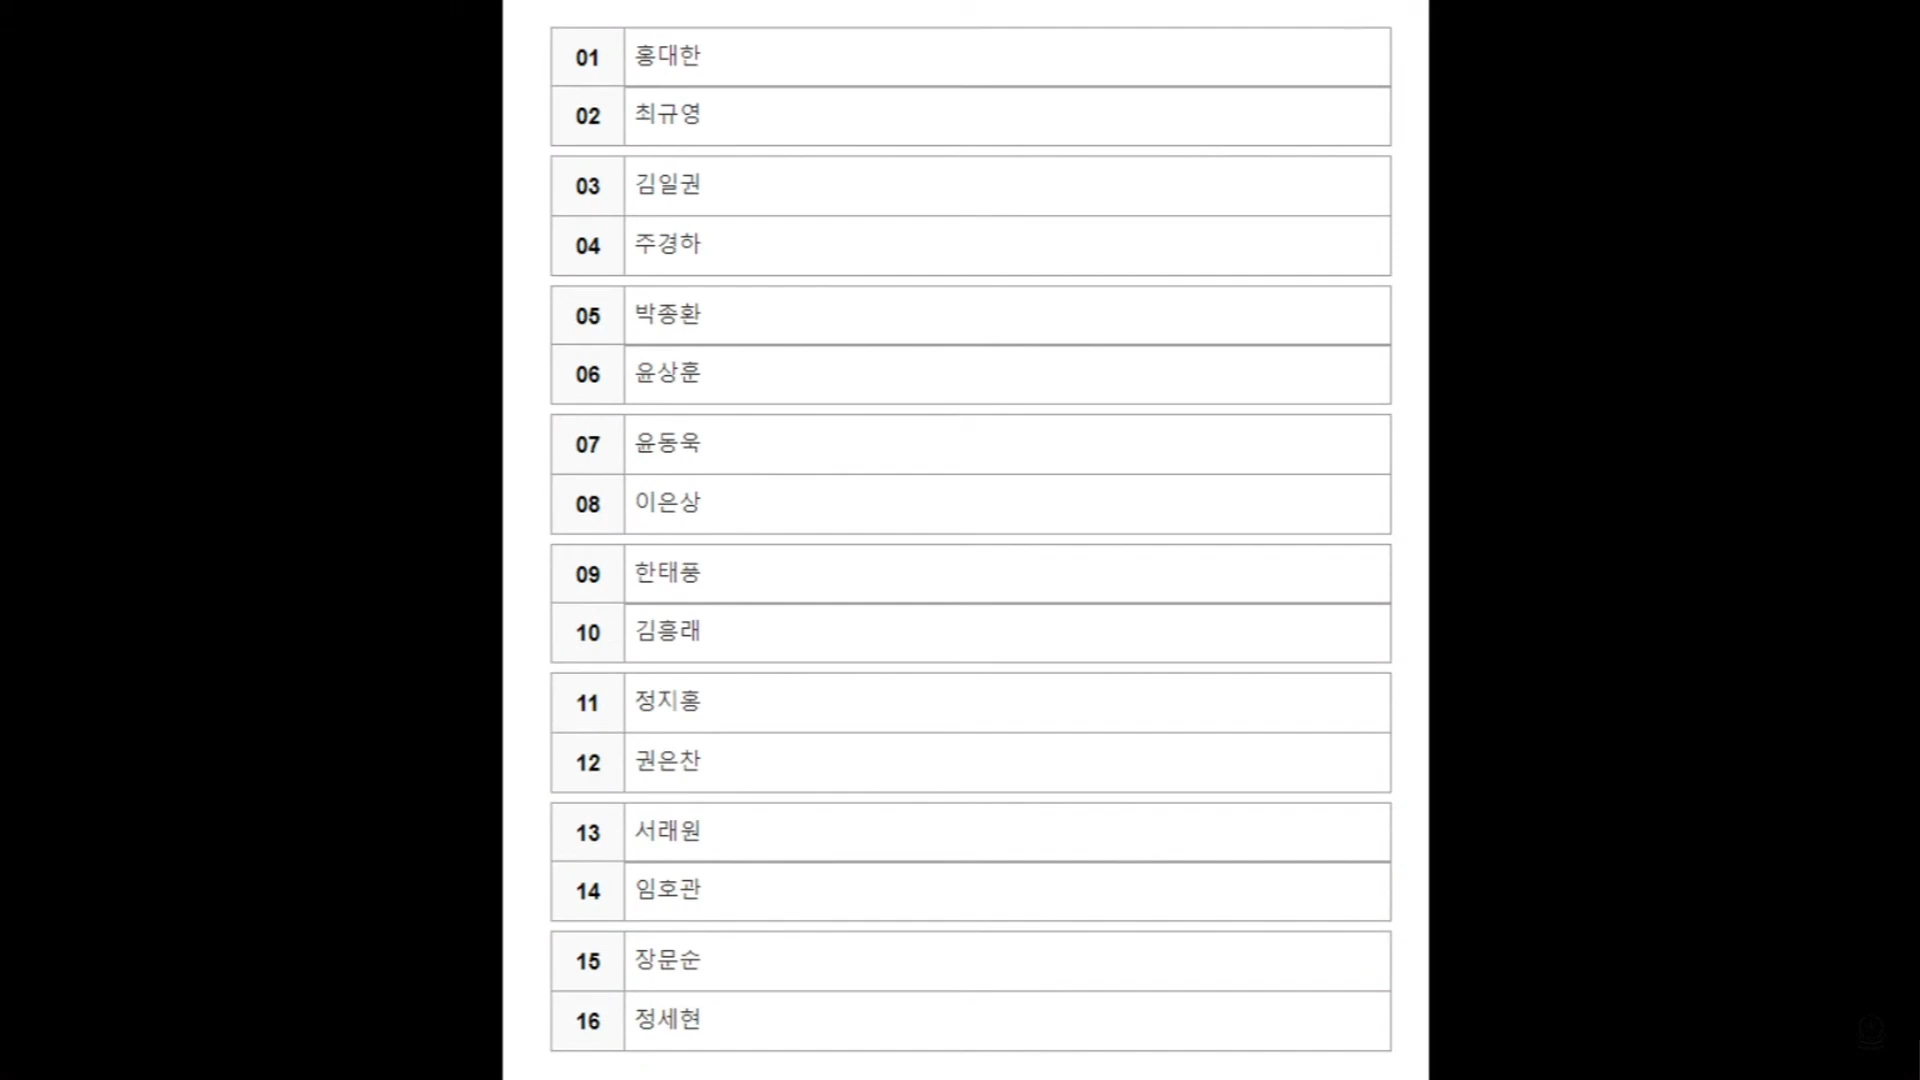 01 홍대한
02 최규영
03 김일권
04 주경하
05 박종환
06 윤상훈
07 윤동욱
08 이은상
09 한태풍
10 김흥래
11 정지홍
12 권은찬
13 서래원
14 임호관
15 장문순
16 정세현